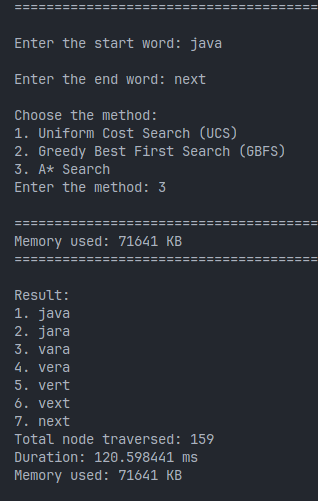 ======================================
Enter the start word: java
Enter the end word: next
Choose the method:
1. Uniform Cost Search (UCS)
2. Greedy Best First Search (GBFS)
3. A* Search
Enter the method: 3
======================================
Memory used: 71641 KB
======================================
Result:
1. java
2. jara
3. vara
4. vera
5. vert
6. vext
7. next
Total node traversed: 159
Duration: 120.598441 ms
Memory used: 71641 KB